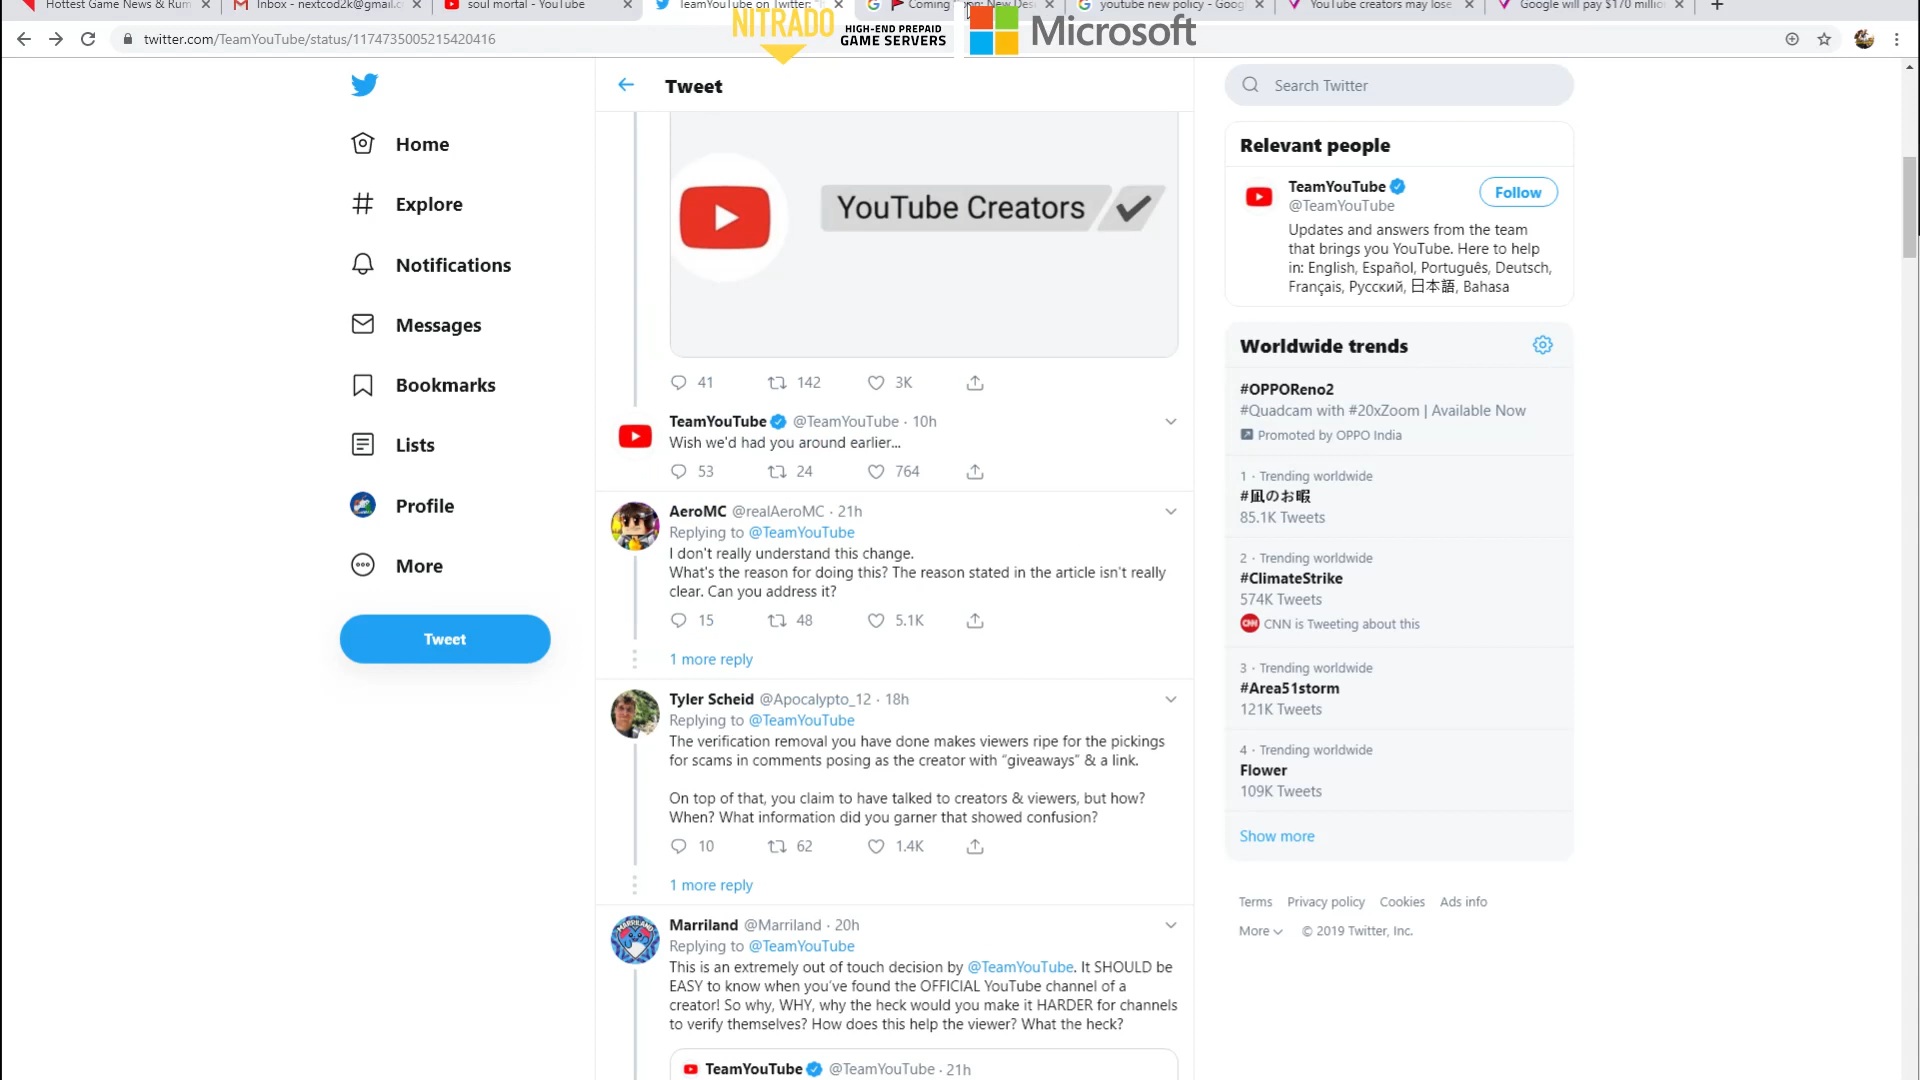 Hottest Game News & Rum
Inbox - nextcod2k@gmail.c
soul mortal - YouTube
TeamYouTube on Twitter:
Coming
youtube new policy - Goog
YouTube creators may lose
Google will pay $170 millio
NITRADO
HIGH-END PREPAID
GAME SERVERS
Microsoft
twitter.com/TeamYouTube/status/1174735005215420416
Home
Explore
Notifications
Messages
Bookmarks
Lists
Profile
More
Tweet
Tweet
YouTube Creators
41 142 3K
TeamYouTube @TeamYouTube · 10h
Wish we'd had you around earlier...
53 24 764
AeroMC @realAeroMC · 21h
Replying to @TeamYouTube
I don't really understand this change.
What's the reason for doing this? The reason stated in the article isn't really
clear. Can you address it?
15 48 5.1K
1 more reply
Tyler Scheid @Apocalypto_12 · 18h
Replying to @TeamYouTube
The verification removal you have done makes viewers ripe for the pickings
for scams in comments posing as the creator with “giveaways” & a link.
On top of that, you claim to have talked to creators & viewers, but how?
When? What information did you garner that showed confusion?
10 62 1.4K
1 more reply
Marriland @Marriland · 20h
Replying to @TeamYouTube
This is an extremely out of touch decision by @TeamYouTube. It SHOULD be
EASY to know when you've found the OFFICIAL YouTube channel of a
creator! So why, WHY, why the heck would you make it HARDER for channels
to verify themselves? How does this help the viewer? What the heck?
TeamYouTube @TeamYouTube · 21h
Search Twitter
Relevant people
TeamYouTube
@TeamYouTube
Follow
Updates and answers from the team
that brings you YouTube. Here to help
in: English, Español, Português, Deutsch,
Français, Русский, 日本語, Bahasa
Worldwide trends
#OPPOReno2
#Quadcam with #20xZoom | Available Now
Promoted by OPPO India
1 · Trending worldwide
#凪のお暇
85.1K Tweets
2 · Trending worldwide
#ClimateStrike
574K Tweets
CNN is Tweeting about this
3 · Trending worldwide
#Area51storm
121K Tweets
4 · Trending worldwide
Flower
109K Tweets
Show more
Terms Privacy policy Cookies Ads info
More © 2019 Twitter, Inc.